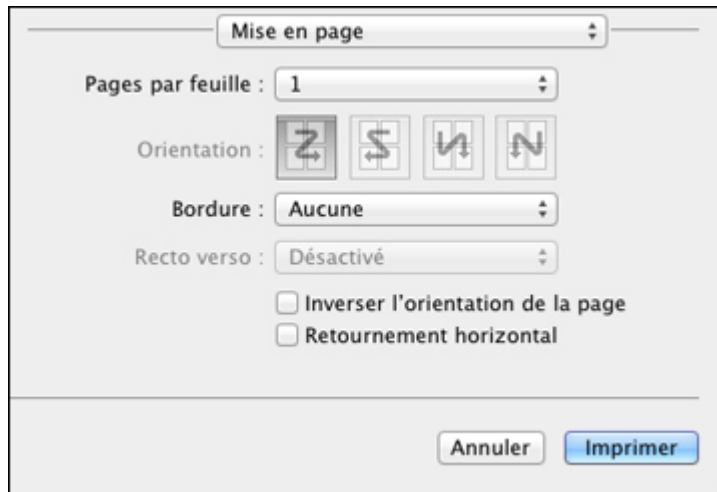 Mise en page
Pages par feuille : 1
Orientation :
Bordure : Aucune
Recto verso : Désactivé
Inverser l'orientation de la page
Retournement horizontal
Annuler Imprimer